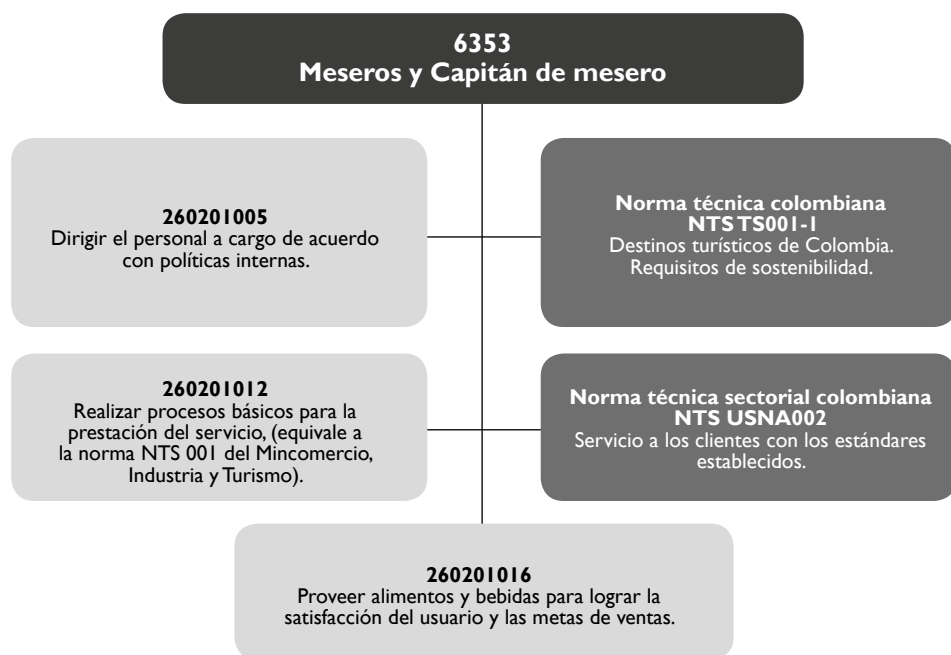 6353
Meseros y Capitán de mesero
260201005
Dirigir el personal a cargo de acuerdo
con políticas internas.
Norma técnica colombiana
NTS TS001-1
Destinos turísticos de Colombia.
Requisitos de sostenibilidad.
260201012
Realizar procesos básicos para la
prestación del servicio, (equivale a
la norma NTS 001 del Mincomercio,
Industria y Turismo).
Norma técnica sectorial colombiana
NTS USNA002
Servicio a los clientes con los estándares
establecidos.
260201016
Proveer alimentos y bebidas para lograr la
satisfacción del usuario y las metas de ventas.